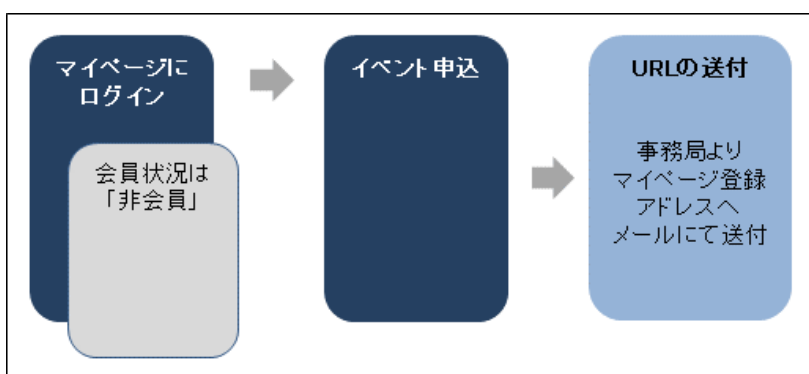 マイページに
ログイン
会員状況は
「非会員」
イベント申込
URLの送付
事務局より
マイページ登録
アドレスへ
メールにて送付